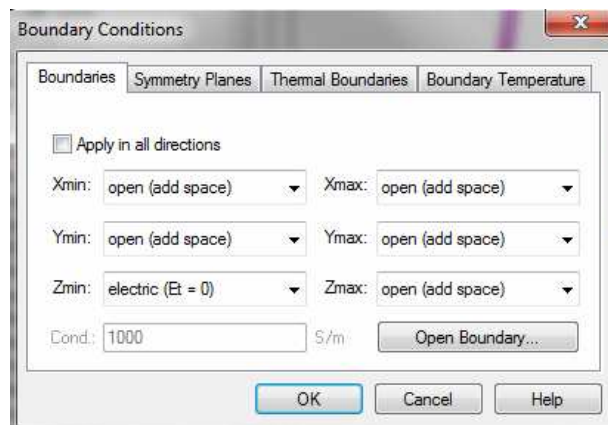 Boundary Conditions
Boundaries Symmetry Planes Thermal Boundaries Boundary Temperature
Apply in all directions
Xmin: open (add space) Xmax: open (add space)
Ymin: open (add space) Ymax: open (add space)
Zmin: electric (Et = 0) Zmax: open (add space)
Cond.: 1000 S/m Open Boundary...
OK Cancel Help